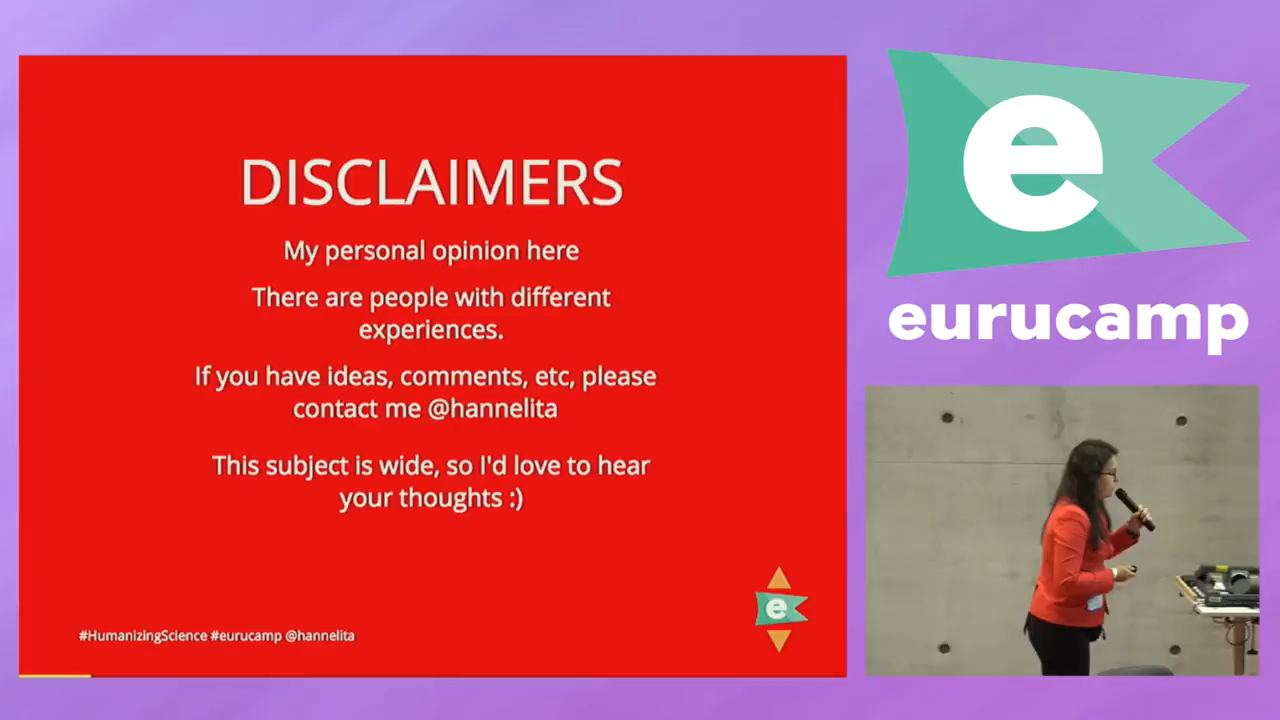 DISCLAIMERS
My personal opinion here
There are people with different
experiences.
If you have ideas, comments, etc, please
contact me @hannelita
This subject is wide, so I'd love to hear
your thoughts :)
e
#HumanizingScience #eurucamp @hannelita
e
eurucamp